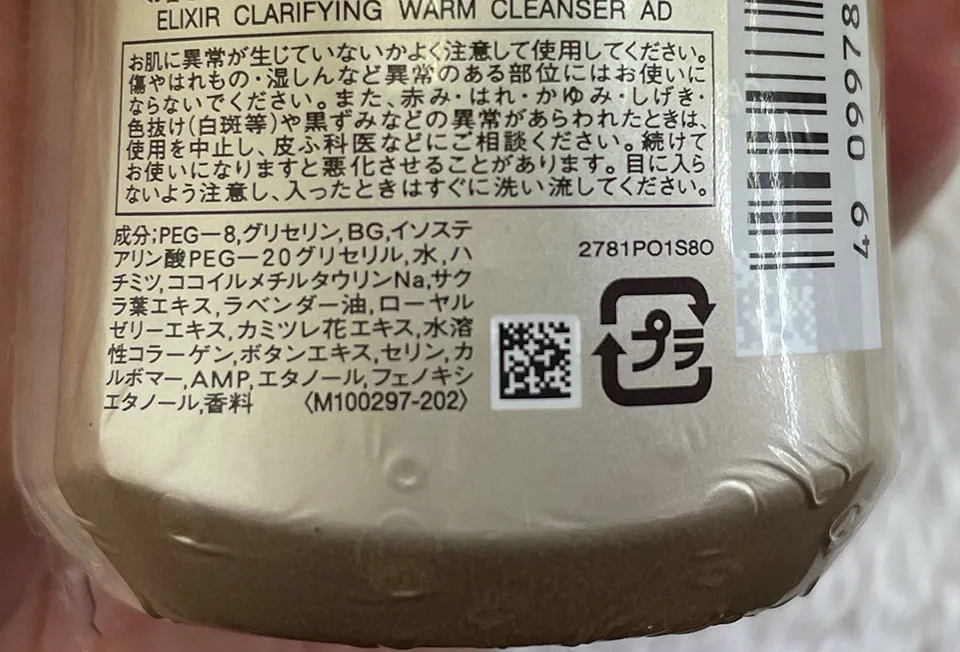 ELIXIR CLARIFYING WARM CLEANSER AD
お肌に異常が生じていないかよく注意して使用してください。
傷やはれもの・湿しんなど異常のある部位にはお使いに
ならないでください。また、赤み・はれ・かゆみ・しげき・
色抜け(白斑等)や黒ずみなどの異常があらわれたときは、
使用を中止し、皮ふ科医などにご相談ください。続けて
お使いになりますと悪化させることがあります。目に入ら
ないよう注意し、入ったときはすぐに洗い流してください。
成分;PEG-8,グリセリン,BG,イソステ
アリン酸PEG-20グリセリル,水,ハ
チミツ,ココイルメチルタウリンNa,サク
ラ葉エキス,ラベンダー油,ローヤル
ゼリーエキス,カミツレ花エキス,水溶
性コラーゲン,ボタンエキス,セリン,カ
ルボマー,AMP,エタノール,フェノキシ
エタノール,香料 〈M100297-202〉
2781PO1S80
プラ
4 909978